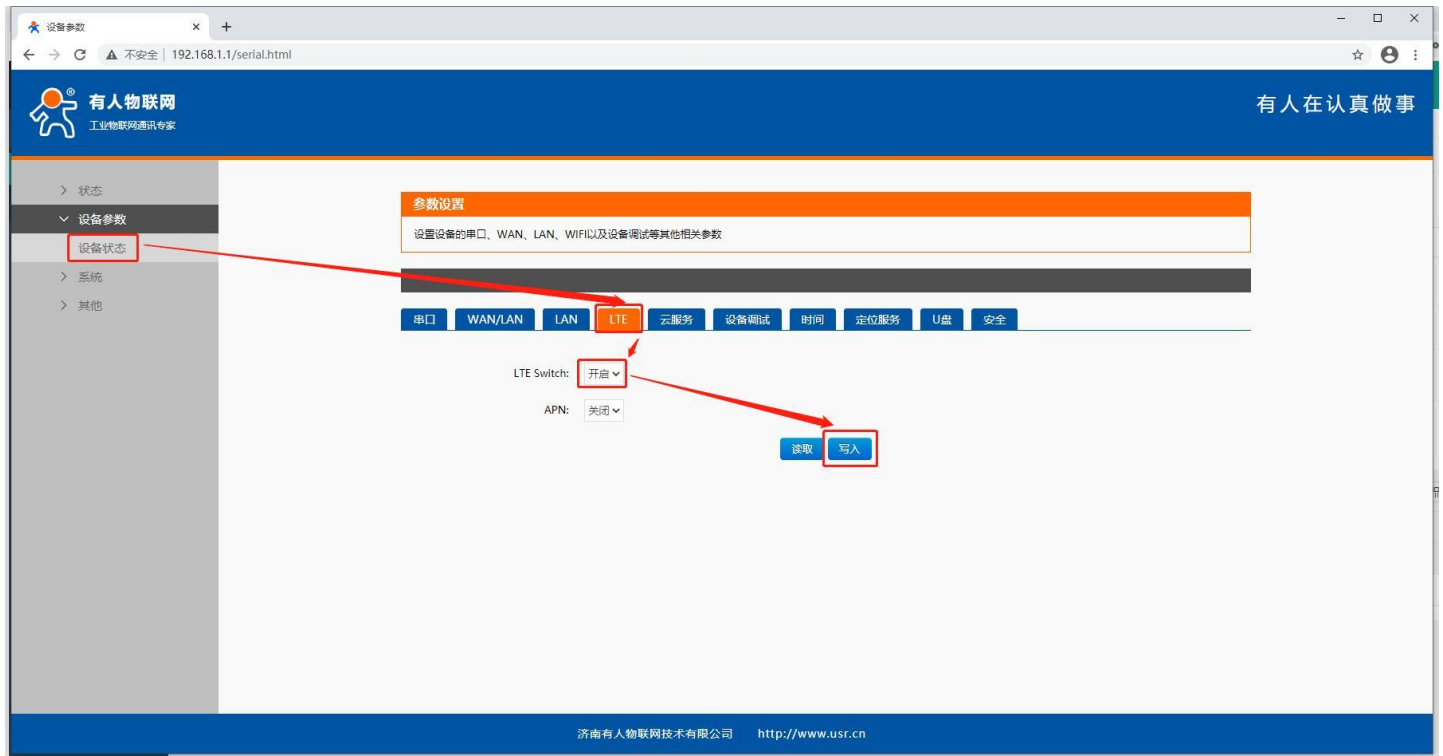 设备参数
不安全 | 192.168.1.1/serial.html
有人物联网
®
工业物联网通讯专家
有人在认真做事
状态
设备参数
设备状态
系统
其他
参数设置
设置设备的串口、WAN、LAN、WIFI以及设备调试等其他相关参数
串口 WAN/LAN LAN LTE 云服务 设备调试 时间 定位服务 U盘 安全
LTE Switch: 开启
APN: 关闭
读取 写入
济南有人物联网技术有限公司 http://www.usr.cn